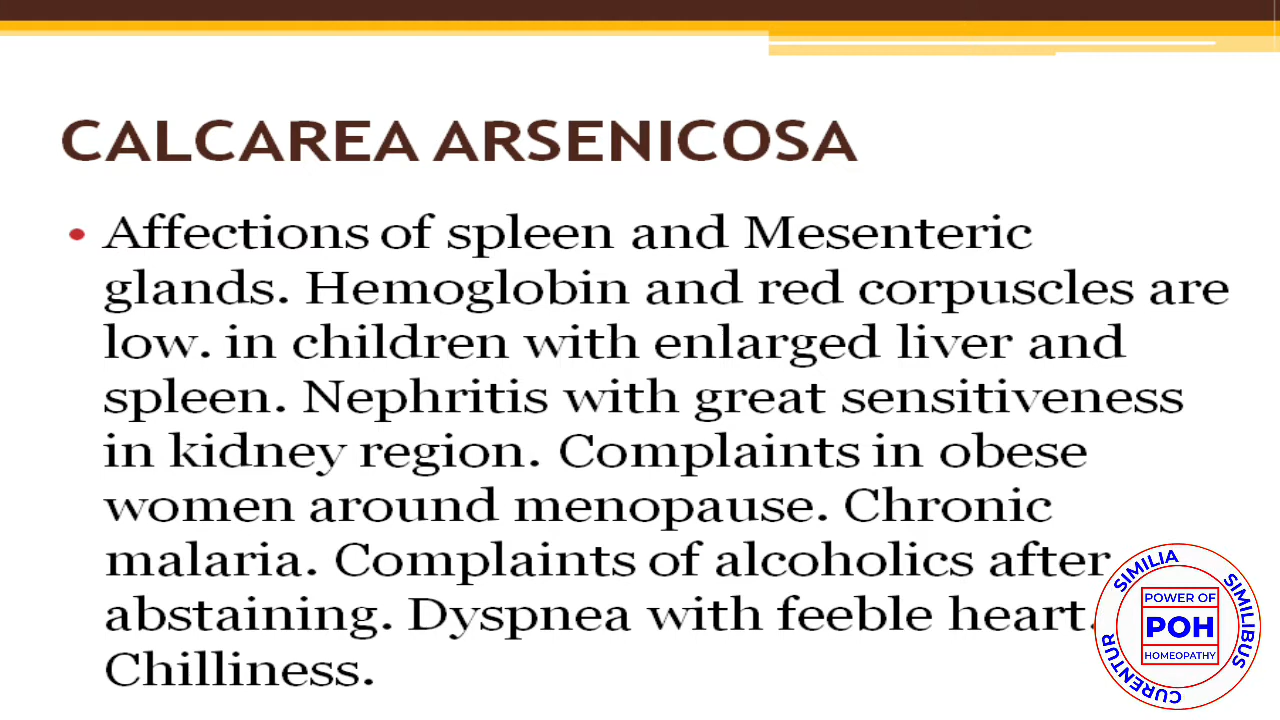 CALCAREA ARSENICOSA
• Affections of spleen and Mesenteric
glands. Hemoglobin and red corpuscles are
low. in children with enlarged liver and
spleen. Nephritis with great sensitiveness
in kidney region. Complaints in obese
women around menopause. Chronic
malaria. Complaints of alcoholics after
abstaining. Dyspnea with feeble heart.
Chilliness.
SIMILIA SIMILIBUS CURENTUR
POWER OF
POH
HOMEOPATHY